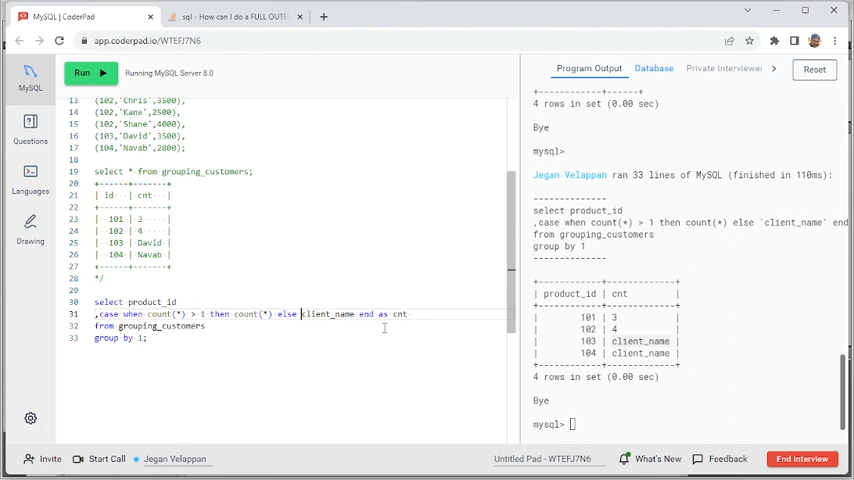 MySQL | CoderPad
sql - How can I do a FULL OUTE
app.coderpad.io/WTEFJ7N6
MySQL
Questions
Languages
Drawing
Run
Running MySQL Server 8.0
13 (102,'Chris',3500),
14 (102,'Kane',2500),
15 (102,'Shane',4000),
16 (103,'David',3500),
17 (104,'Navab',2800);
18
19 select * from grouping_customers;
20 +------+-------+
21 | id | cnt |
22 +------+-------+
23 | 101 | 3
24 | 102 | 4
25 | 103 | David
26 | 104 | Navab
27 +------+-------+
28 */
29
30 select product_id
31 ,case when count(*) > 1 then count(*) else client_name end as cnt
32 from grouping_customers
33 group by 1;
Program Output
Database
Private Interviewer
Reset
+------------+------+
4 rows in set (0.00 sec)
Bye
mysql>
Jegan Velappan ran 33 lines of MySQL (finished in 110ms):
--------------
select product_id
,case when count(*) > 1 then count(*) else 'client_name' end
from grouping_customers
group by 1
--------------
+------------+-------------+
| product_id | cnt |
+------------+-------------+
| 101 | 3 |
| 102 | 4 |
| 103 | client_name |
| 104 | client_name |
+------------+-------------+
4 rows in set (0.00 sec)
Bye
mysql>
Invite
Start Call
Jegan Velappan
Untitled Pad - WTEFJ7N6
What's New
Feedback
End Interview